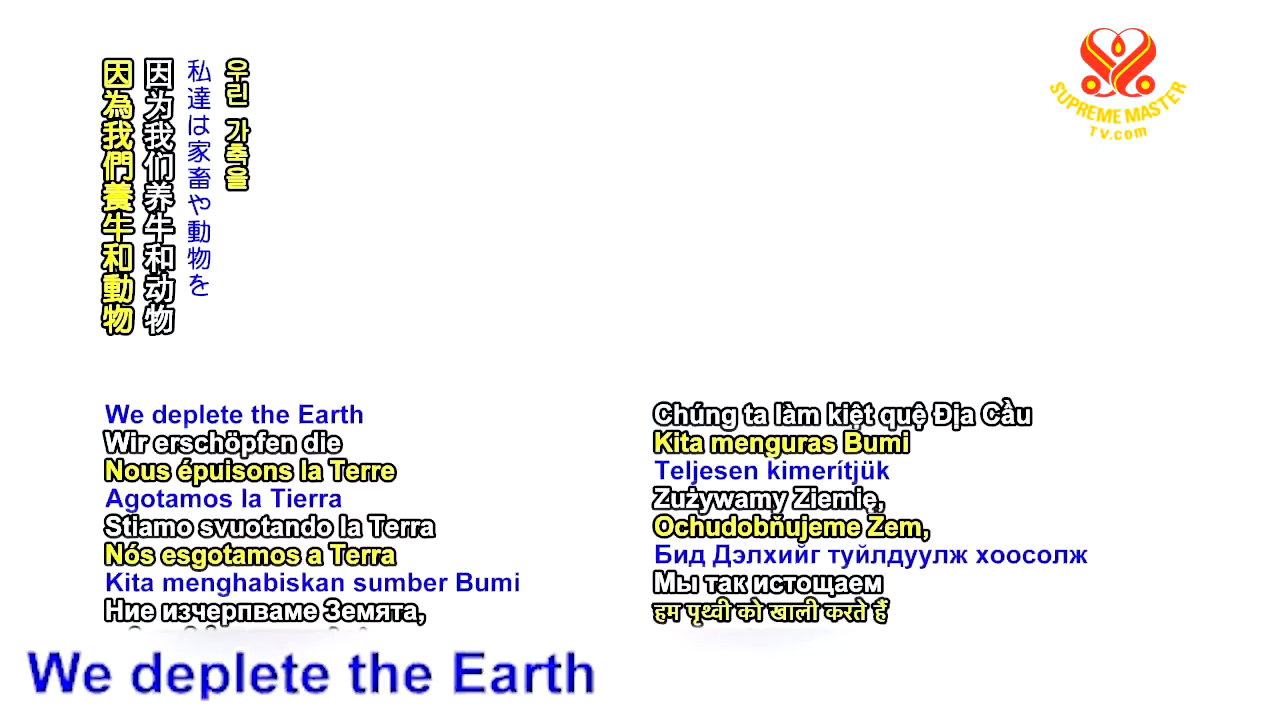 因為我們養牛和動物
因为我们养牛和动物
私達は家畜や動物を
우린 가축을
SUPREME MASTER
TV.com
We deplete the Earth
Wir erschöpfen die
Nous épuisons la Terre
Agotamos la Tierra
Stiamo svuotando la Terra
Nós esgotamos a Terra
Kita menghabiskan sumber Bumi
Ние изчерпваме Земята,
Chúng ta làm kiệt quệ Địa Cầu
Kita menguras Bumi
Teljesen kimerítjük
Zużywamy Ziemię,
Ochudobňujeme Zem,
Бид Дэлхийг туйлдуулж хоосолж
Мы так истощаем
हम पृथ्वी को खाली करते हैं
We deplete the Earth